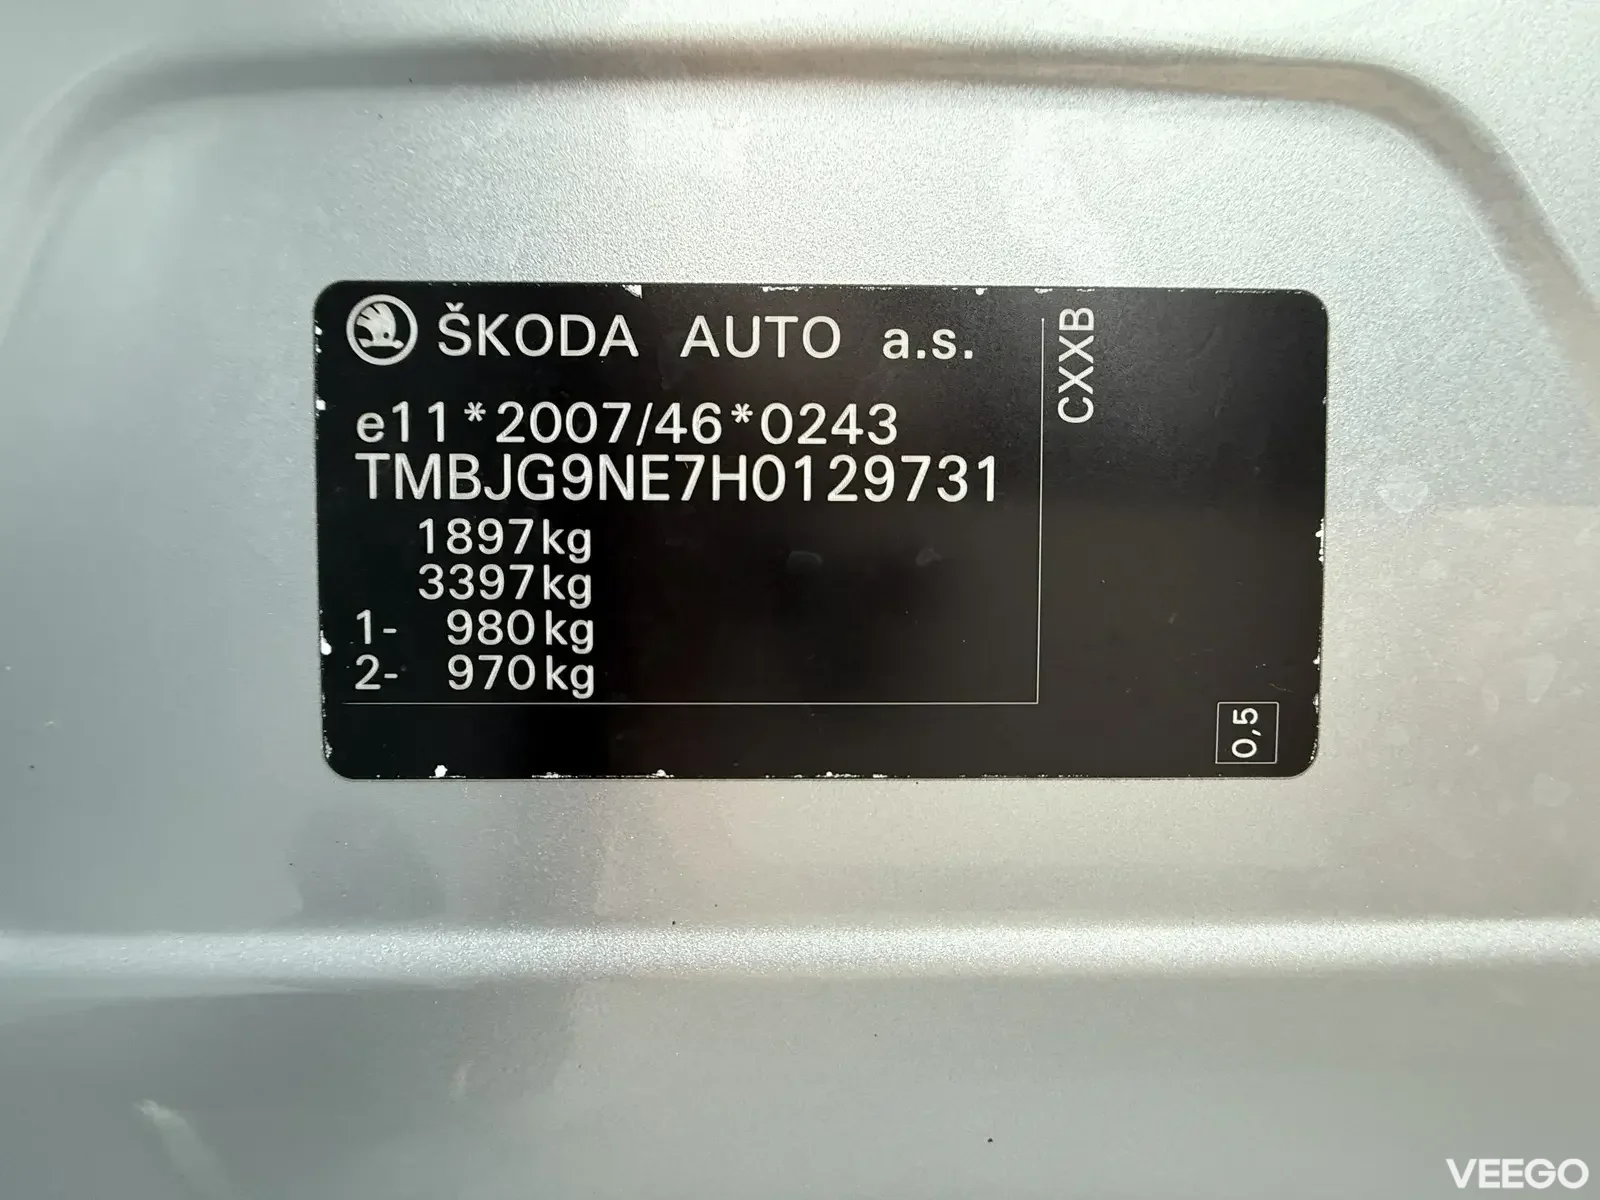 ŠKODA AUTO a.s.
e11*2007/46*0243
TMBJG9NE7H0129731
1897kg
3397kg
1- 980kg
2- 970kg
CXXB
0,5
VEEGO